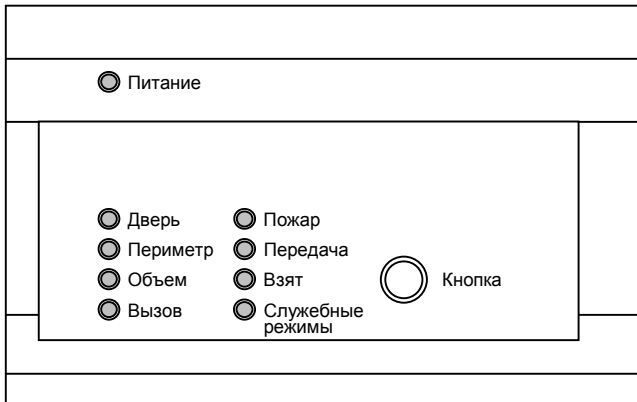 Питание
Дверь
Периметр
Объем
Вызов
Пожар
Передача
Взят
Служебные
режимы
Кнопка